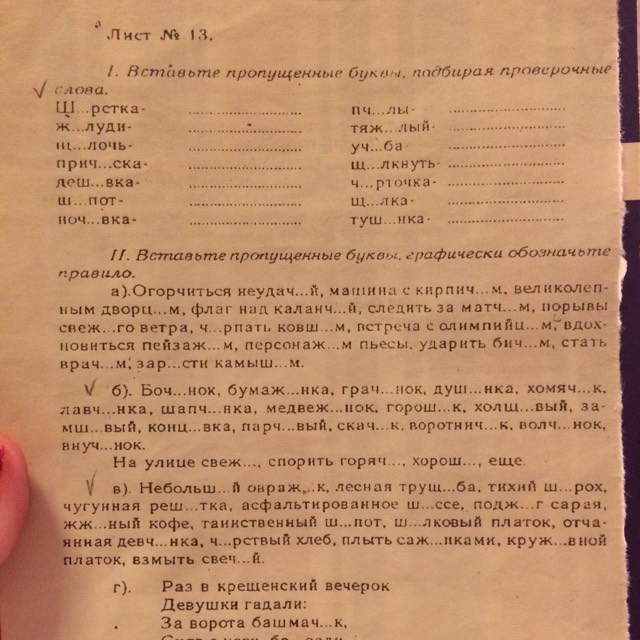 Лист № 13.
I. Вставьте пропущенные буквы, подбирая проверочные
слова.
Ш...рстка- ............................ пч...лы- ............................
ж...луди- ............................ тяж...лый- ............................
щ...лочь- ............................ уч...ба- ............................
прич...ска- ............................ щ...лкнуть- ............................
деш...вка- ............................ ч...рточка- ............................
ш...пот- ............................ щ...лка- ............................
ноч...вка- ............................ туш...нка- ............................
II. Вставьте пропущенные буквы, графически обозначьте
правило.
а).Огорчиться неудач...й, машина с кирпич...м, великолеп-
ным дворц...м, флаг над каланч...й, следить за матч...м, порывы
свеж...го ветра, ч...рпать ковш...м, встреча с олимпийц...м, вдох-
новиться пейзаж...м, персонаж...м пьесы, ударить бич...м, стать
врач...м, зар...сти камыш...м.
б). Боч...нок, бумаж...нка, грач...нок, душ...нка, хомяч...к,
лавч...нка, шапч...нка, медвеж...нок, горош...к, холщ...вый, за-
мш...вый, конц...вка, парч...вый, скач...к, воротнич...к, волч...нок,
внуч...нок.
На улице свеж..., спорить горяч..., хорош..., еще.
в). Небольш...й овраж...к, лесная трущ...ба, тихий ш...рох,
чугунная реш...тка, асфальтированное ш...ссе, подж...г сарая,
жж...ный кофе, таинственный ш...пот, ш...лковый платок, отча-
янная девч...нка, ч...рствый хлеб, плыть саж...нками, круж...вной
платок, взмыть свеч...й.
г). Раз в крещенский вечерок
Девушки гадали:
За ворота башмач...к,